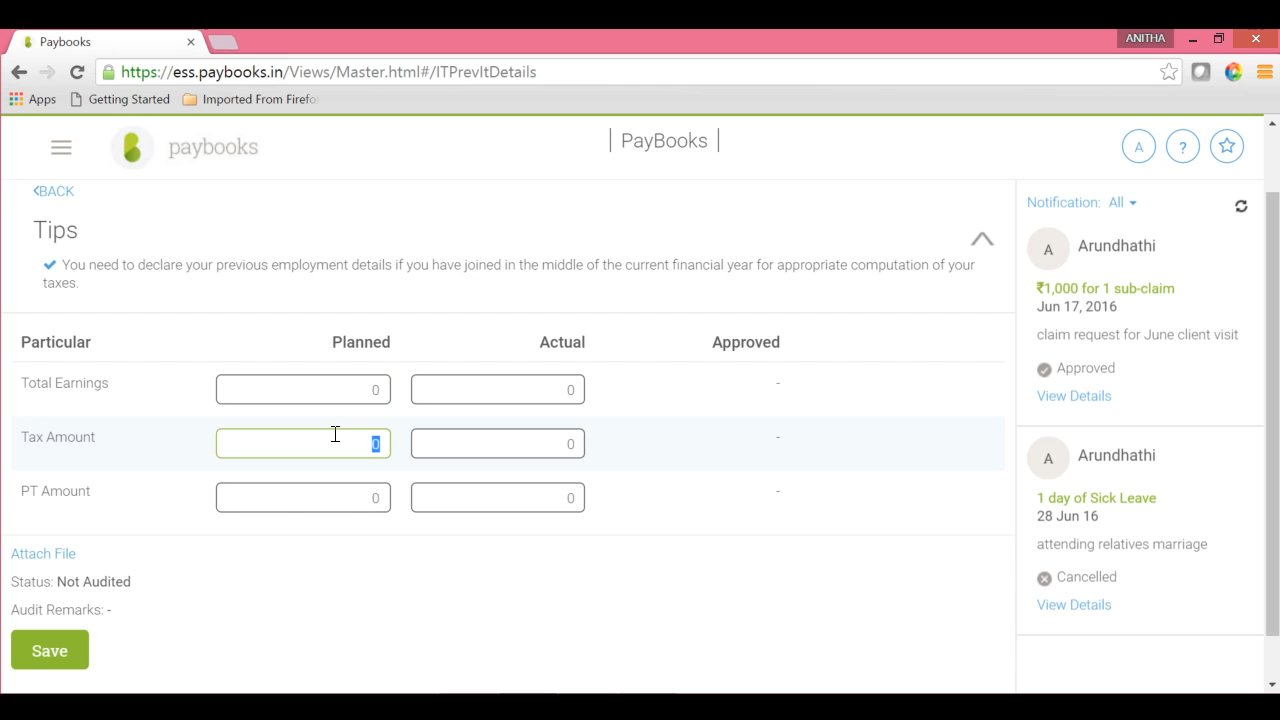 Paybooks
ANITHA
https://ess.paybooks.in/Views/Master.html#/ITPrevItDetails
Apps Getting Started Imported From Firefo
paybooks
| PayBooks |
A ?
BACK
Tips
You need to declare your previous employment details if you have joined in the middle of the current financial year for appropriate computation of your
taxes.
Particular Planned Actual Approved
Total Earnings 0 0 -
Tax Amount 0 0 -
PT Amount 0 0 -
Attach File
Status: Not Audited
Audit Remarks: -
Save
Notification: All
A Arundhathi
₹1,000 for 1 sub-claim
Jun 17, 2016
claim request for June client visit
Approved
View Details
A Arundhathi
1 day of Sick Leave
28 Jun 16
attending relatives marriage
Cancelled
View Details